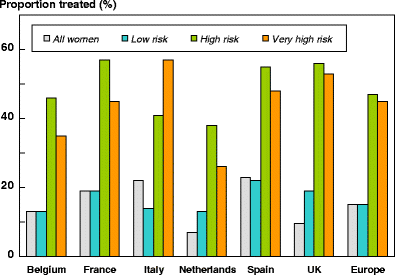 Proportion treated (%)
All women Low risk High risk Very high risk
60
40
20
0
Belgium France Italy Netherlands Spain UK Europe